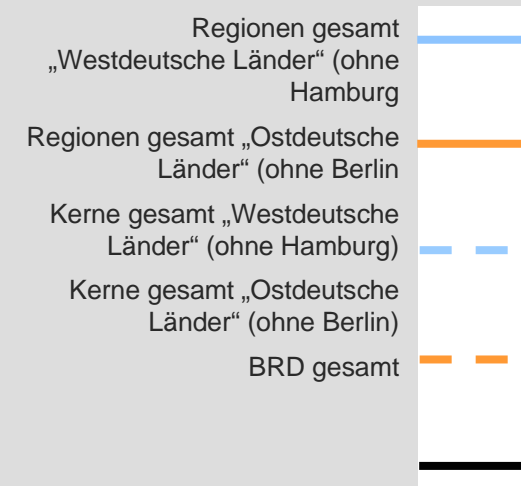 Regionen gesamt
„Westdeutsche Länder“ (ohne
Hamburg
Regionen gesamt „Ostdeutsche
Länder“ (ohne Berlin
Kerne gesamt „Westdeutsche
Länder“ (ohne Hamburg)
Kerne gesamt „Ostdeutsche
Länder“ (ohne Berlin)
BRD gesamt